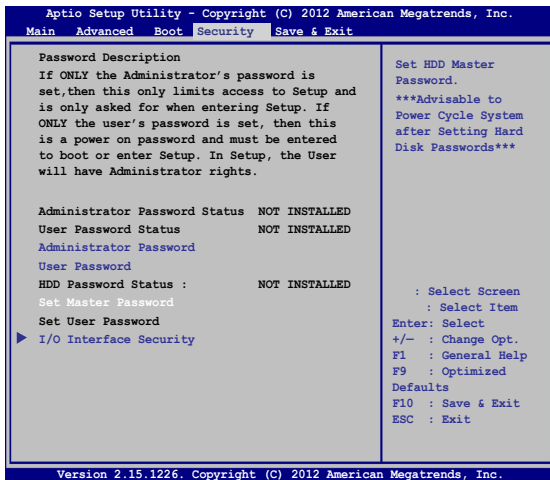 Aptio Setup Utility - Copyright (C) 2012 American Megatrends, Inc.
Main Advanced Boot Security Save & Exit
Password Description
If ONLY the Administrator's password is
set,then this only limits access to Setup and
is only asked for when entering Setup. If
ONLY the user's password is set, then this
is a power on password and must be entered
to boot or enter Setup. In Setup, the User
will have Administrator rights.
Administrator Password Status NOT INSTALLED
User Password Status NOT INSTALLED
Administrator Password
User Password
HDD Password Status : NOT INSTALLED
Set Master Password
Set User Password
I/O Interface Security
Set HDD Master
Password.
***Advisable to
Power Cycle System
after Setting Hard
Disk Passwords***
: Select Screen
: Select Item
Enter: Select
+/— : Change Opt.
F1 : General Help
F9 : Optimized
Defaults
F10 : Save & Exit
ESC : Exit
Version 2.15.1226. Copyright (C) 2012 American Megatrends, Inc.